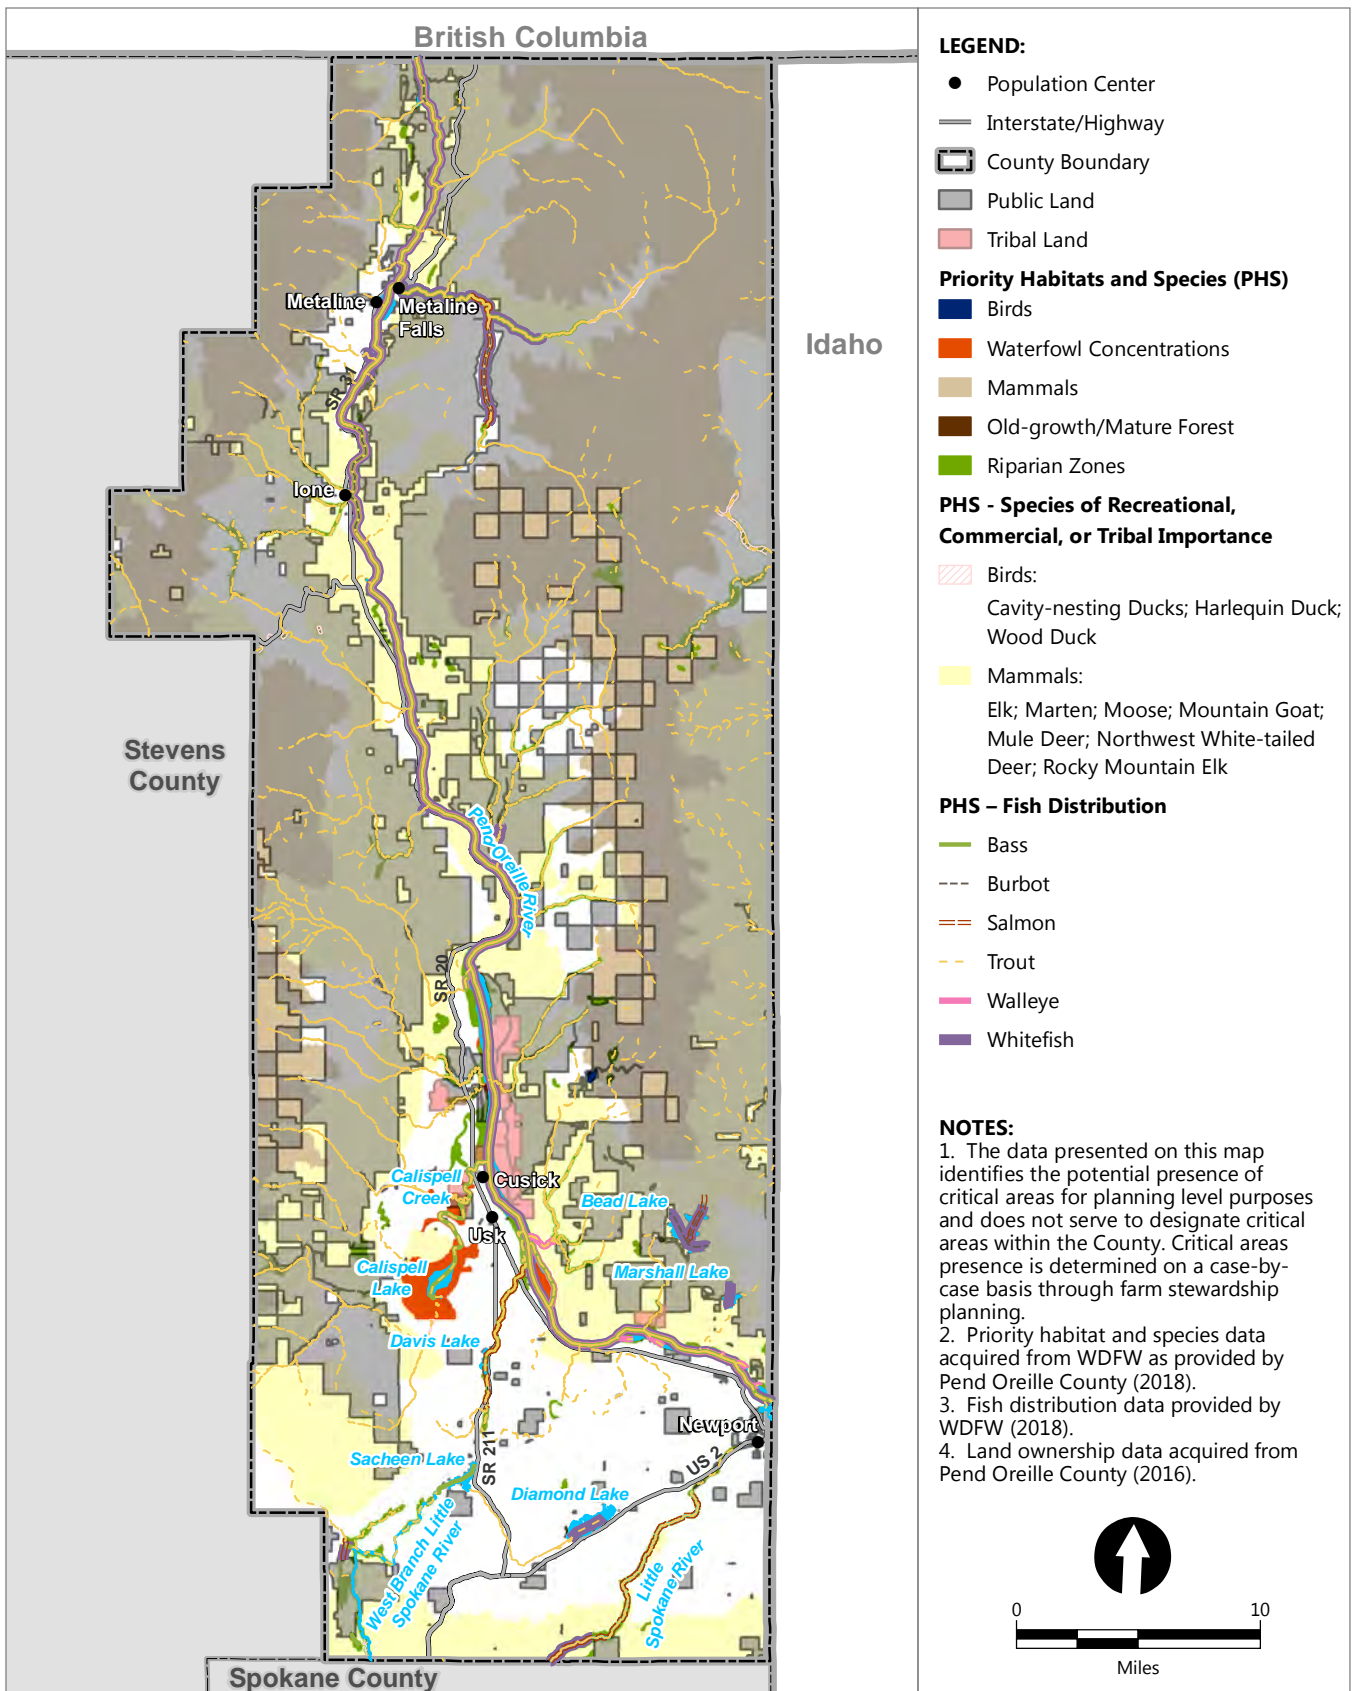 British Columbia
Idaho
Stevens
County
Spokane County
Metaline
Metaline
Falls
SR 31
Ione
Pend Oreille River
SR 20
Calispell
Creek
Cusick
Usk
Bead Lake
Calispell
Lake
Marshall Lake
Davis Lake
Newport
Sacheen Lake
SR 211
US 2
Diamond Lake
West Branch Little
Spokane River
Little
Spokane River
LEGEND:
Population Center
Interstate/Highway
County Boundary
Public Land
Tribal Land
Priority Habitats and Species (PHS)
Birds
Waterfowl Concentrations
Mammals
Old-growth/Mature Forest
Riparian Zones
PHS - Species of Recreational,
Commercial, or Tribal Importance
Birds:
Cavity-nesting Ducks; Harlequin Duck;
Wood Duck
Mammals:
Elk; Marten; Moose; Mountain Goat;
Mule Deer; Northwest White-tailed
Deer; Rocky Mountain Elk
PHS – Fish Distribution
Bass
Burbot
Salmon
Trout
Walleye
Whitefish
NOTES:
1. The data presented on this map
identifies the potential presence of
critical areas for planning level purposes
and does not serve to designate critical
areas within the County. Critical areas
presence is determined on a case-by-
case basis through farm stewardship
planning.
2. Priority habitat and species data
acquired from WDFW as provided by
Pend Oreille County (2018).
3. Fish distribution data provided by
WDFW (2018).
4. Land ownership data acquired from
Pend Oreille County (2016).
0 10
Miles